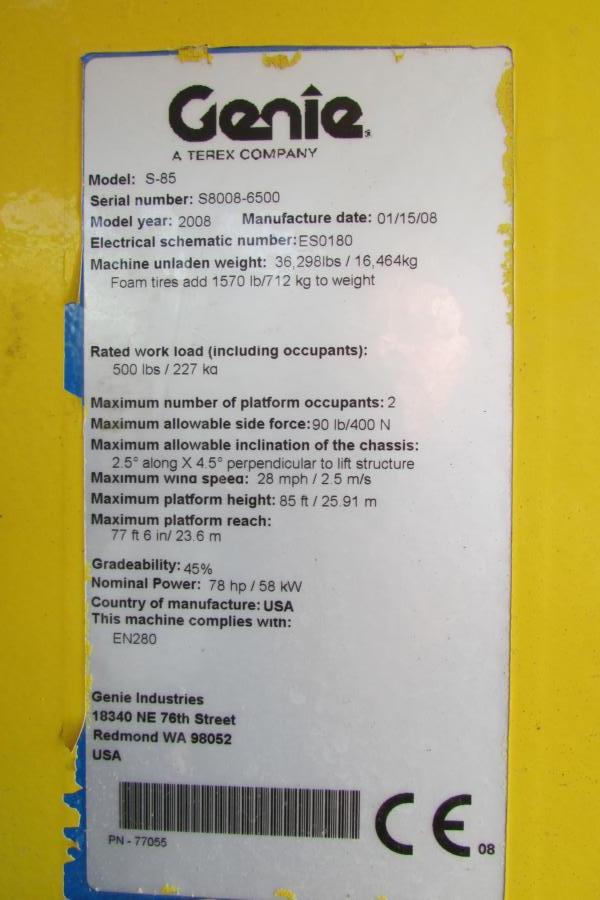 Genie
A TEREX COMPANY
Model: S-85
Serial number: S8008-6500
Model year: 2008 Manufacture date: 01/15/08
Electrical schematic number: ES0180
Machine unladen weight: 36,298lbs / 16,464kg
Foam tires add 1570 lb/712 kg to weight
Rated work load (including occupants):
500 lbs / 227 kg
Maximum number of platform occupants: 2
Maximum allowable side force: 90 lb/400 N
Maximum allowable inclination of the chassis:
2.5° along X 4.5° perpendicular to lift structure
Maximum wind speed: 28 mph / 2.5 m/s
Maximum platform height: 85 ft / 25.91 m
Maximum platform reach:
77 ft 6 in/ 23.6 m
Gradeability: 45%
Nominal Power: 78 hp / 58 kW
Country of manufacture: USA
This machine complies with:
EN280
Genie Industries
18340 NE 76th Street
Redmond WA 98052
USA
PN - 77055
CE 08